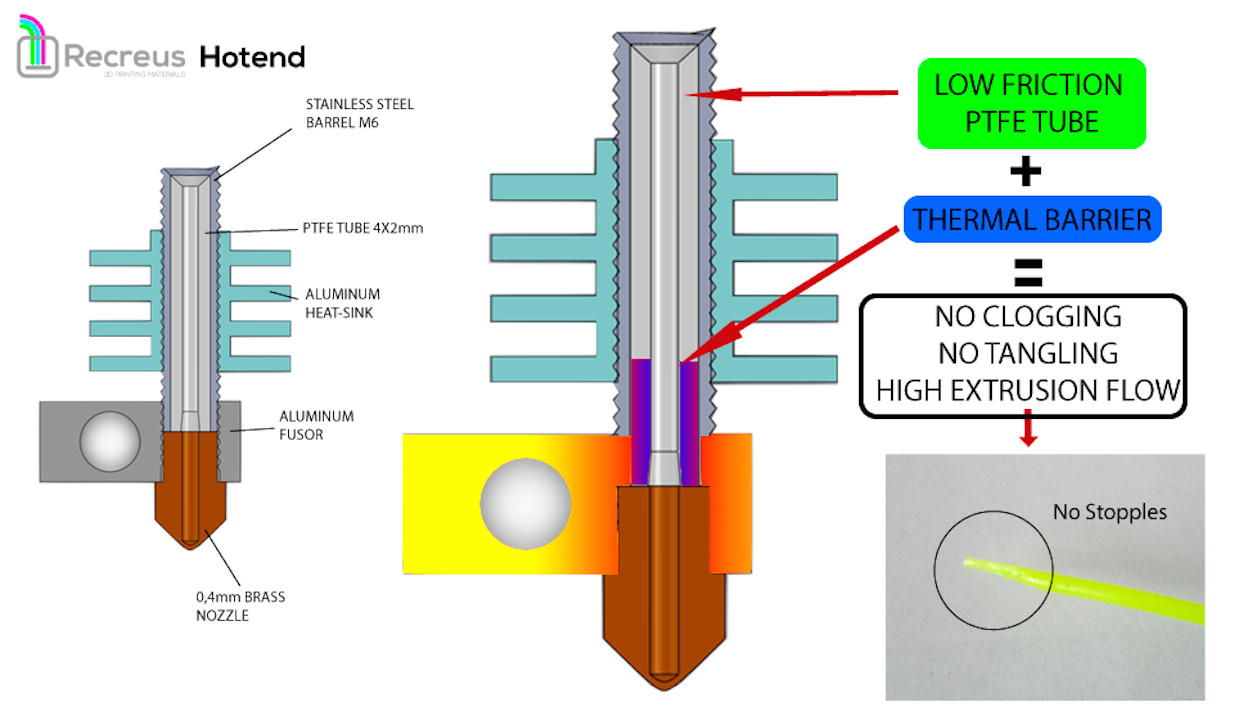 Recreus Hotend
3D PRINTING MATERIALS
STAINLESS STEEL
BARREL M6
PTFE TUBE 4X2mm
ALUMINUM
HEAT-SINK
ALUMINUM
FUSOR
0,4mm BRASS
NOZZLE
LOW FRICTION
PTFE TUBE
+
THERMAL BARRIER
=
NO CLOGGING
NO TANGLING
HIGH EXTRUSION FLOW
No Stopples